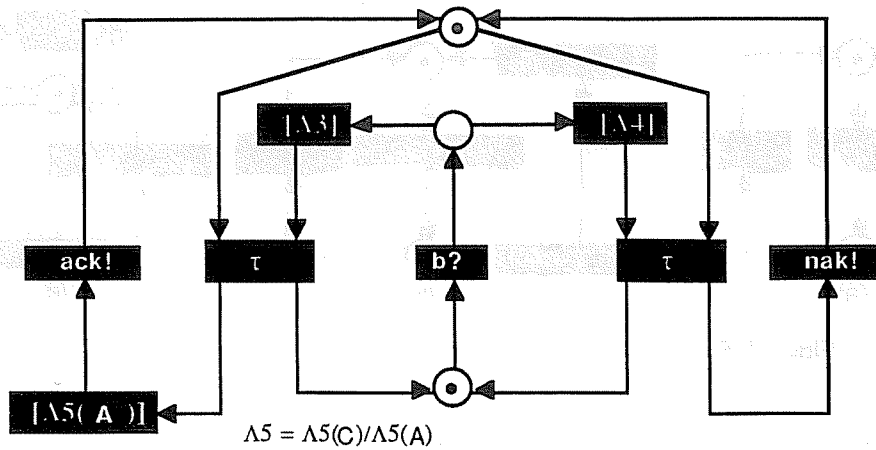 [Λ3]
[Λ4]
ack!
τ
b?
τ
nak!
[Λ5( A )]
Λ5 = Λ5(C)/Λ5(A)